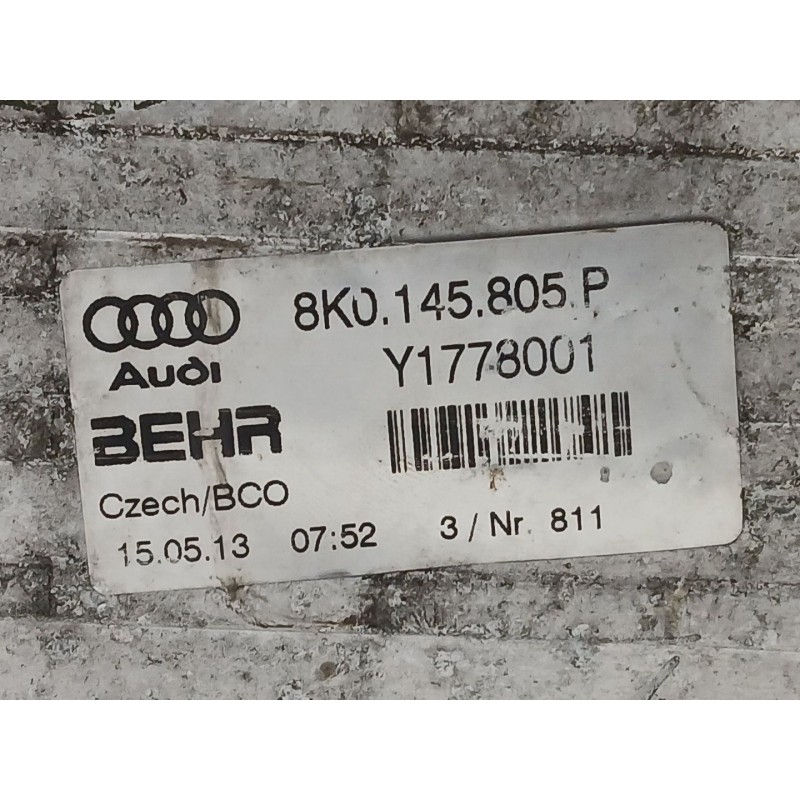 8K0.145.805.P
Audi
Y1778001
BEHR
Czech/BCO
15.05.13 07:52 3 / Nr. 811